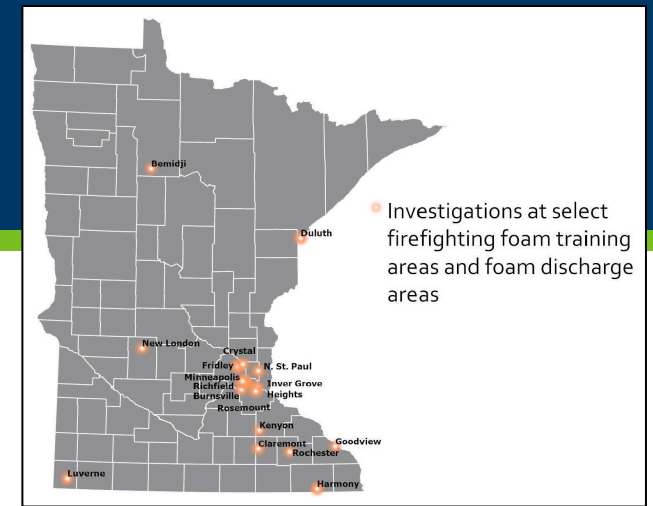 Bemidji
Duluth
Investigations at select
firefighting foam training
areas and foam discharge
areas
New London
Crystal
Fridley
N. St. Paul
Minneapolis
Richfield
Inver Grove
Heights
Burnsville
Rosemount
Kenyon
Claremont
Goodview
Rochester
Luverne
Harmony